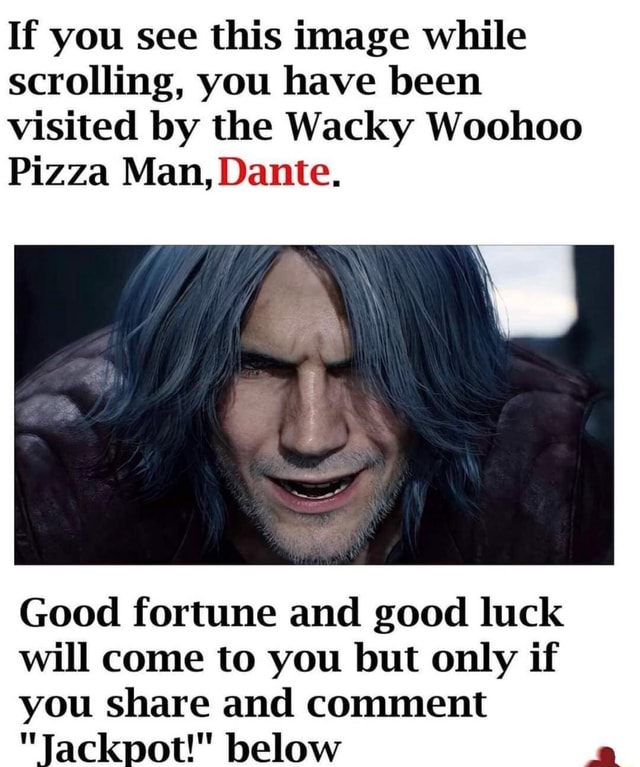 If you see this image while
scrolling, you have been
visited by the Wacky Woohoo
Pizza Man, Dante.
Good fortune and good luck
will come to you but only if
you share and comment
"Jackpot!" below